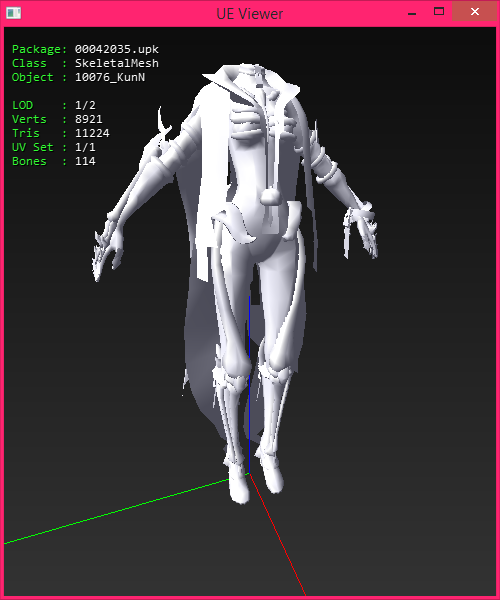 UE Viewer
Package: 00042035.upk
Class  : SkeletalMesh
Object : 10076_KunN
LOD    : 1/2
Verts  : 8921
Tris   : 11224
UV Set : 1/1
Bones  : 114